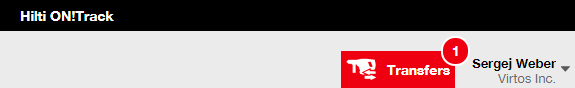 Hilti ON!Track
1
Transfers
Sergej Weber
Virtos Inc.